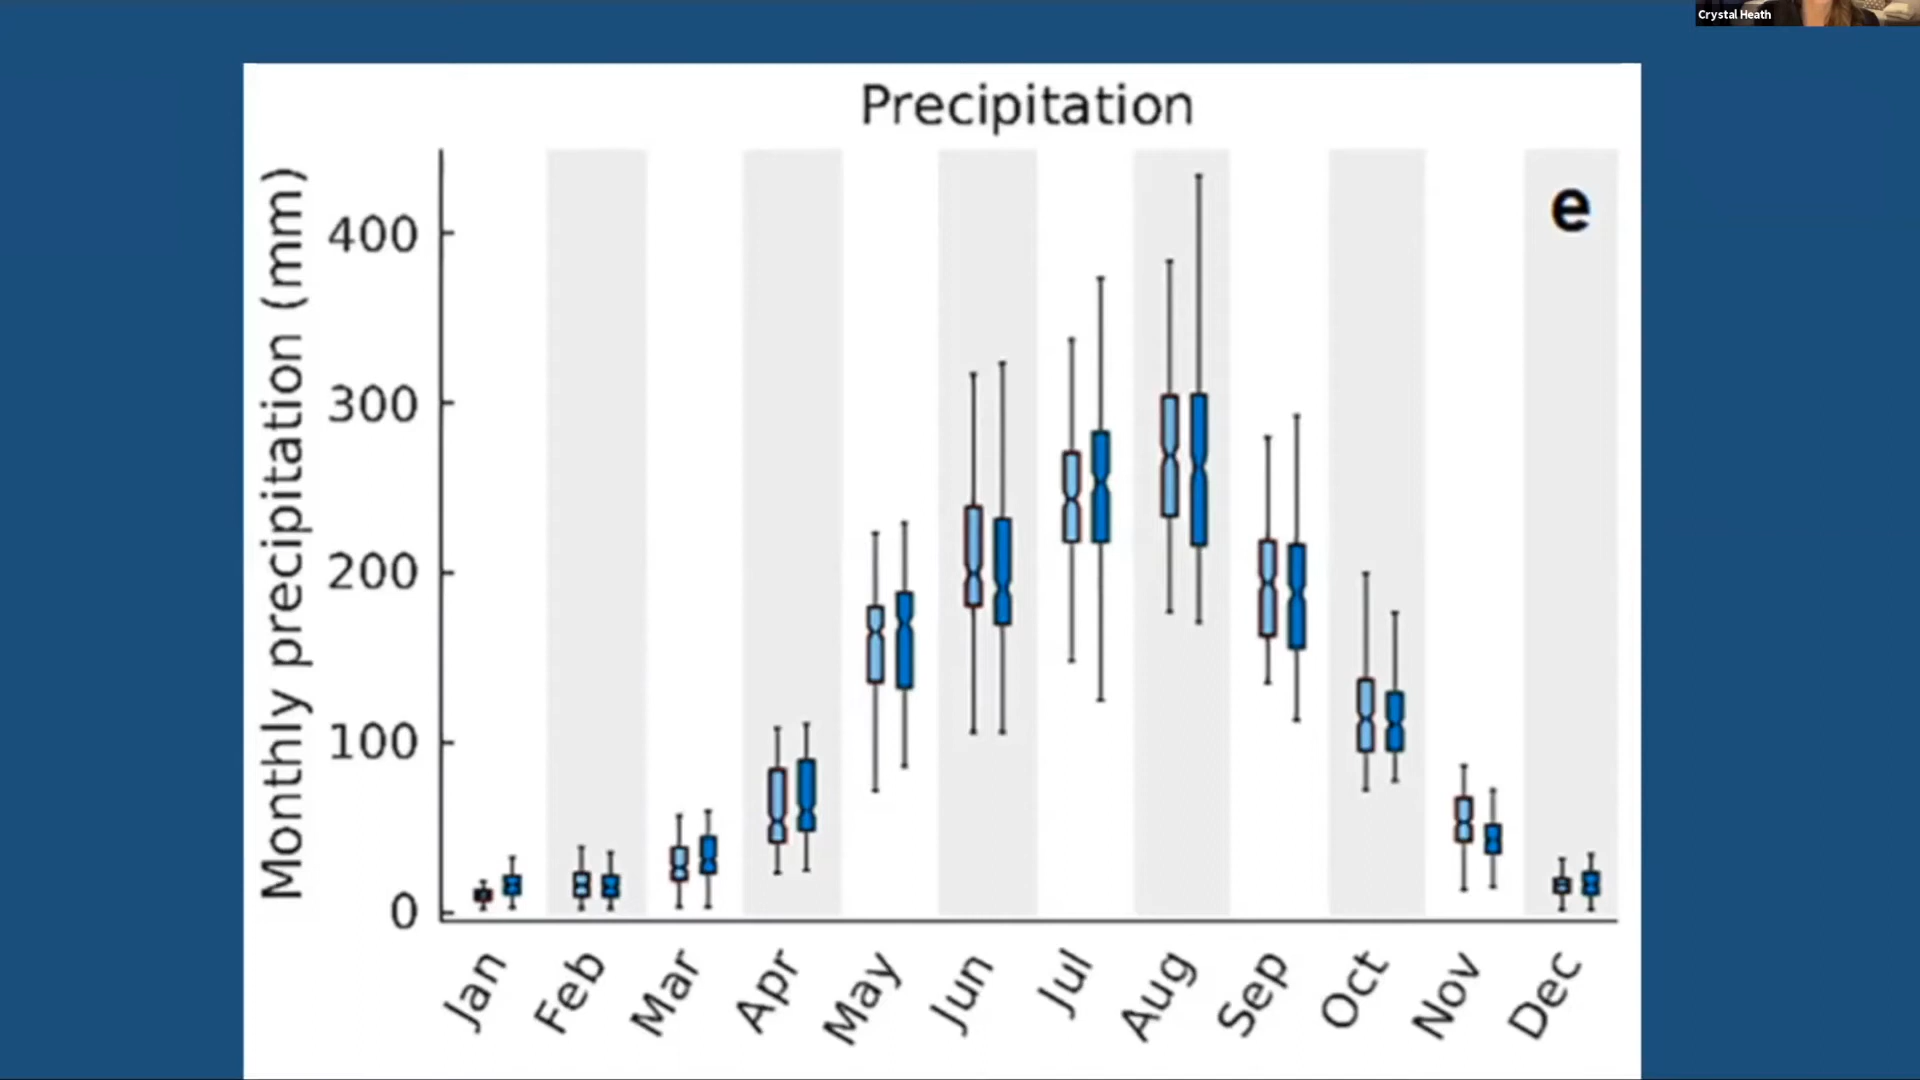 Crystal Heath
Precipitation
e
Monthly precipitation (mm)
400
300
200
100
0
Jan
Feb
Mar
Apr
May
Jun
Jul
Aug
Sep
Oct
Nov
Dec